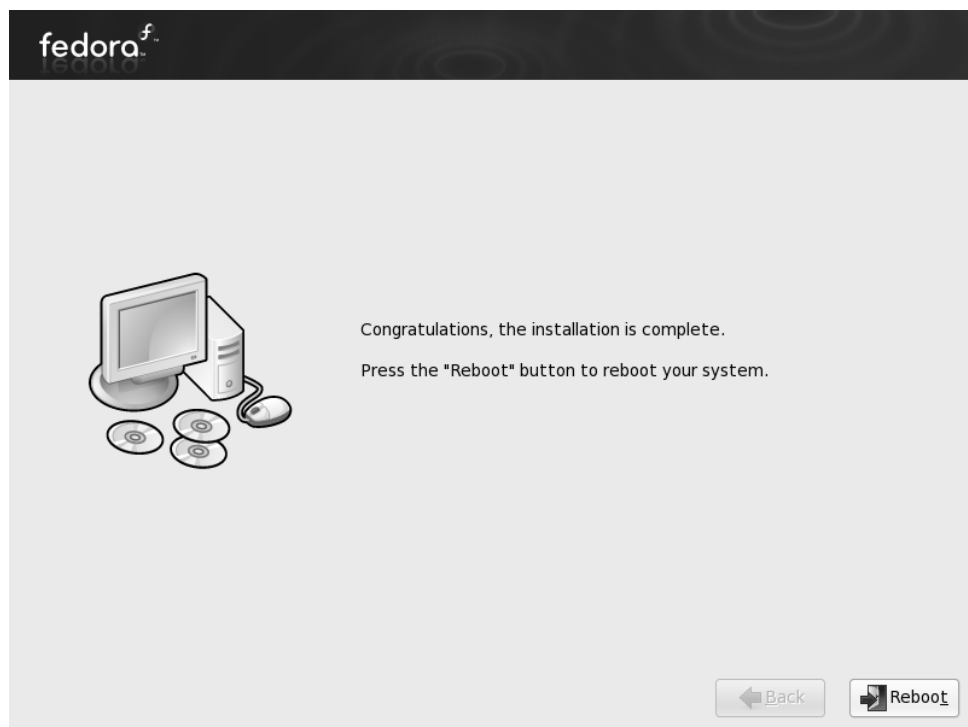 fedora
Congratulations, the installation is complete.
Press the "Reboot" button to reboot your system.
Back
Reboot